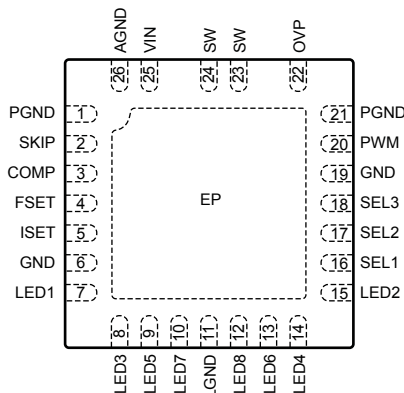 AGND
VIN
SW
SW
OVP
26
25
24
23
22
PGND 1
SKIP 2
COMP 3
FSET 4
ISET 5
GND 6
LED1 7
EP
21 PGND
20 PWM
19 GND
18 SEL3
17 SEL2
16 SEL1
15 LED2
8
9
10
11
12
13
14
LED3
LED5
LED7
LGND
LED8
LED6
LED4